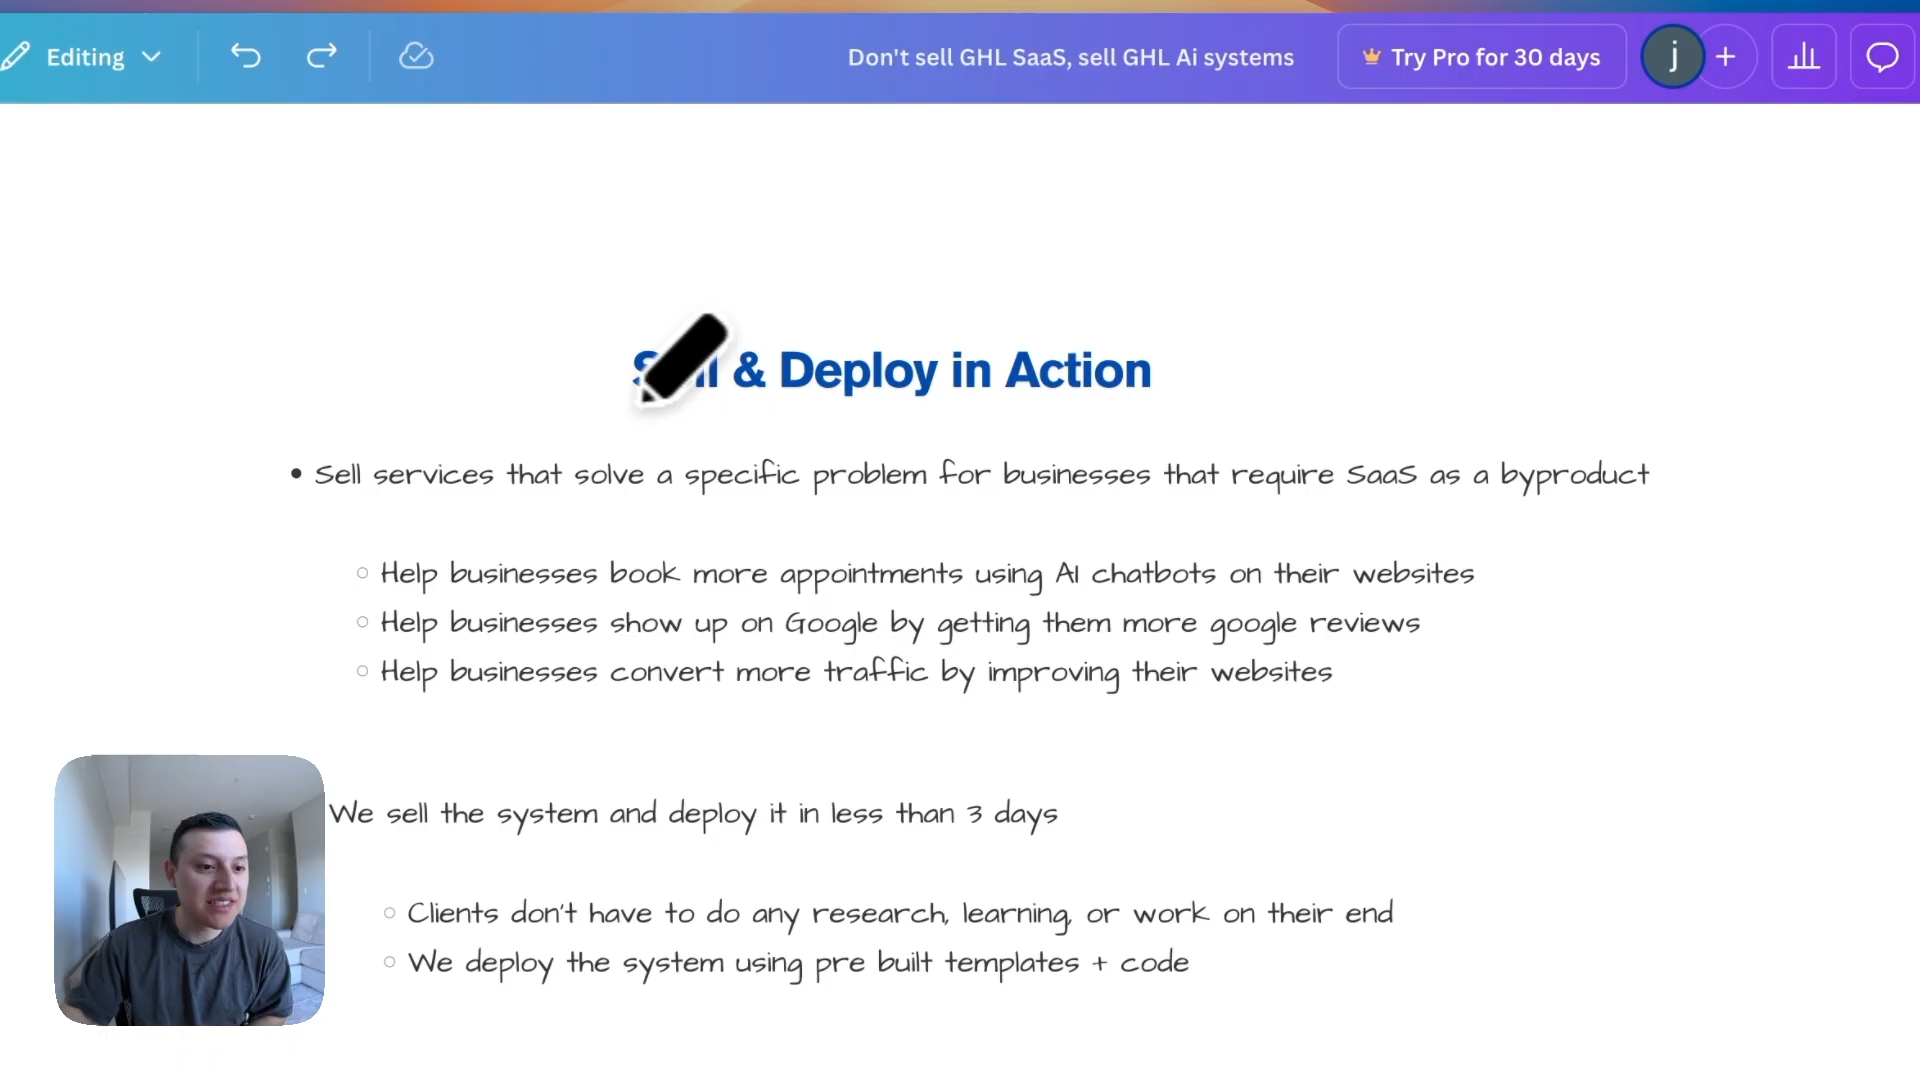 Editing
Don't sell GHL SaaS, sell GHL Ai systems
Try Pro for 30 days
j
& Deploy in Action
• Sell services that solve a specific problem for businesses that require SaaS as a byproduct
○ Help businesses book more appointments using AI chatbots on their websites
○ Help businesses show up on Google by getting them more google reviews
○ Help businesses convert more traffic by improving their websites
We sell the system and deploy it in less than 3 days
○ Clients don't have to do any research, learning, or work on their end
○ We deploy the system using pre built templates + code